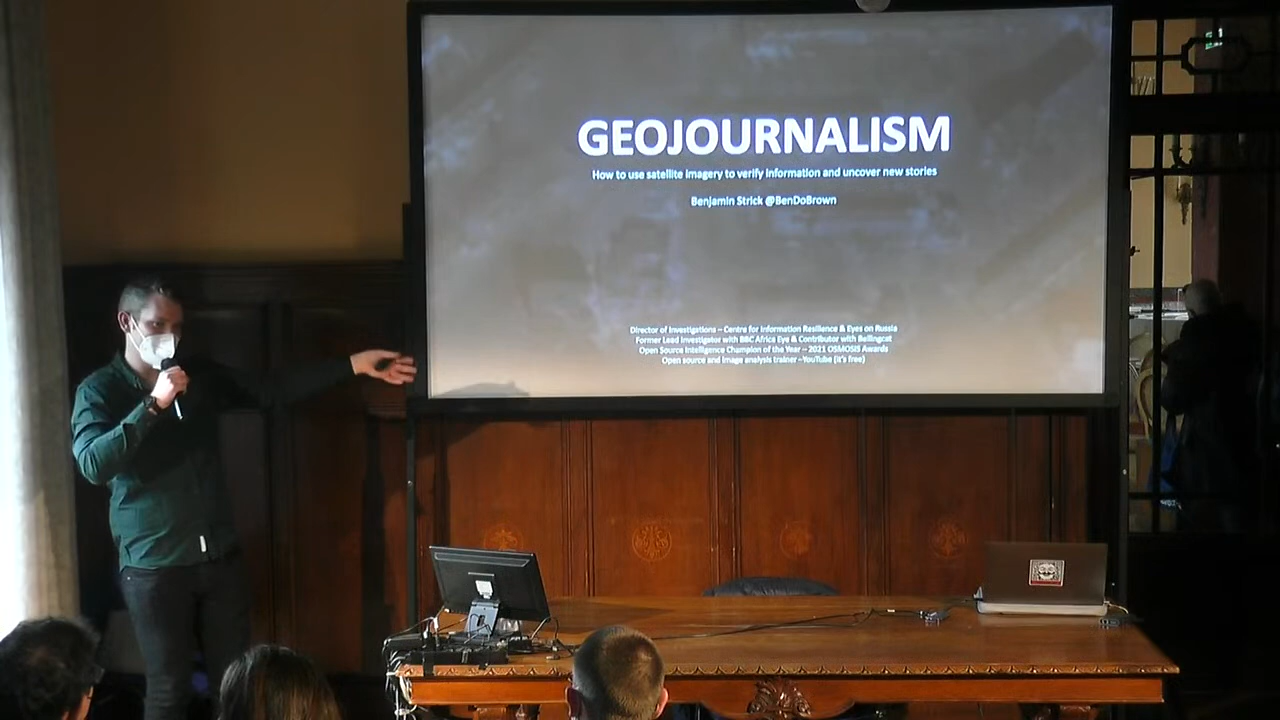 GEOJOURNALISM
How to use satellite imagery to verify information and uncover new stories
Benjamin Strick @BenDoBrown
Director of Investigations – Centre for Information Resilience & Eyes on Russia
Former Lead Investigator with BBC Africa Eye & Contributor with Bellingcat
Open Source Intelligence Champion of the Year – 2021 OSMOSIS Awards
Open source and image analysis trainer –YouTube (it's free)